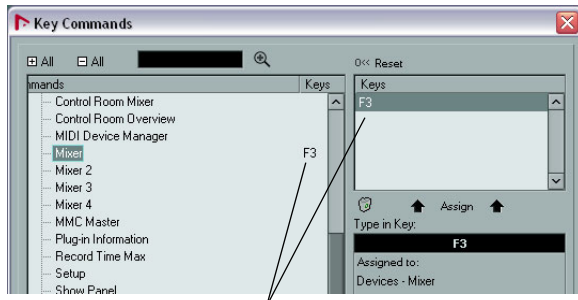 Key Commands
All All
0<< Reset
mmands Keys
Control Room Mixer
Control Room Overview
MIDI Device Manager
Mixer F3
Mixer 2
Mixer 3
Mixer 4
MMC Master
Plug-in Information
Record Time Max
Setup
Show Panel
Keys
F3
Assign
Type in Key:
F3
Assigned to:
Devices - Mixer